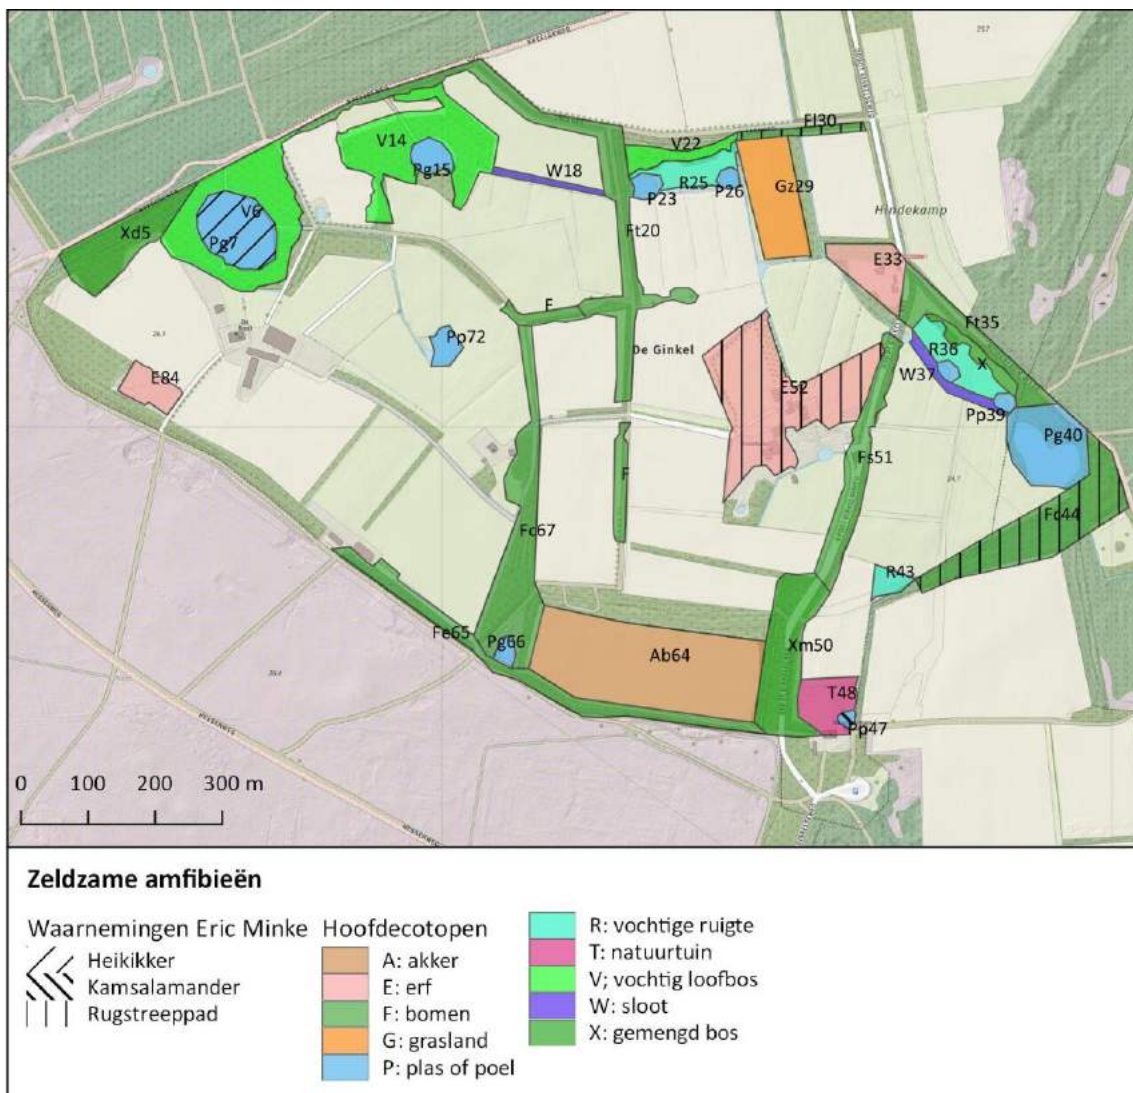 V14
Pg15
W18
V22
Fl30
R25
P26
P23
Gz29
Hindekamp
Xd5
V6
Pg7
Ft20
E33
F
Pp72
De Ginkel
Ft35
R36
X
W37
E84
E52
Pp39
Pg40
Fs51
F
Fc67
Fc44
R43
Fe65
Pg66
Ab64
Xm50
T48
Pp47
0 100 200 300 m
Zeldzame amfibieën
Waarnemingen Eric Minke
Heikikker
Kamsalamander
Rugstreeppad
Hoofdecotopen
A: akker
E: erf
F: bomen
G: grasland
P: plas of poel
R: vochtige ruigte
T: natuurtuin
V; vochtig loofbos
W: sloot
X: gemengd bos